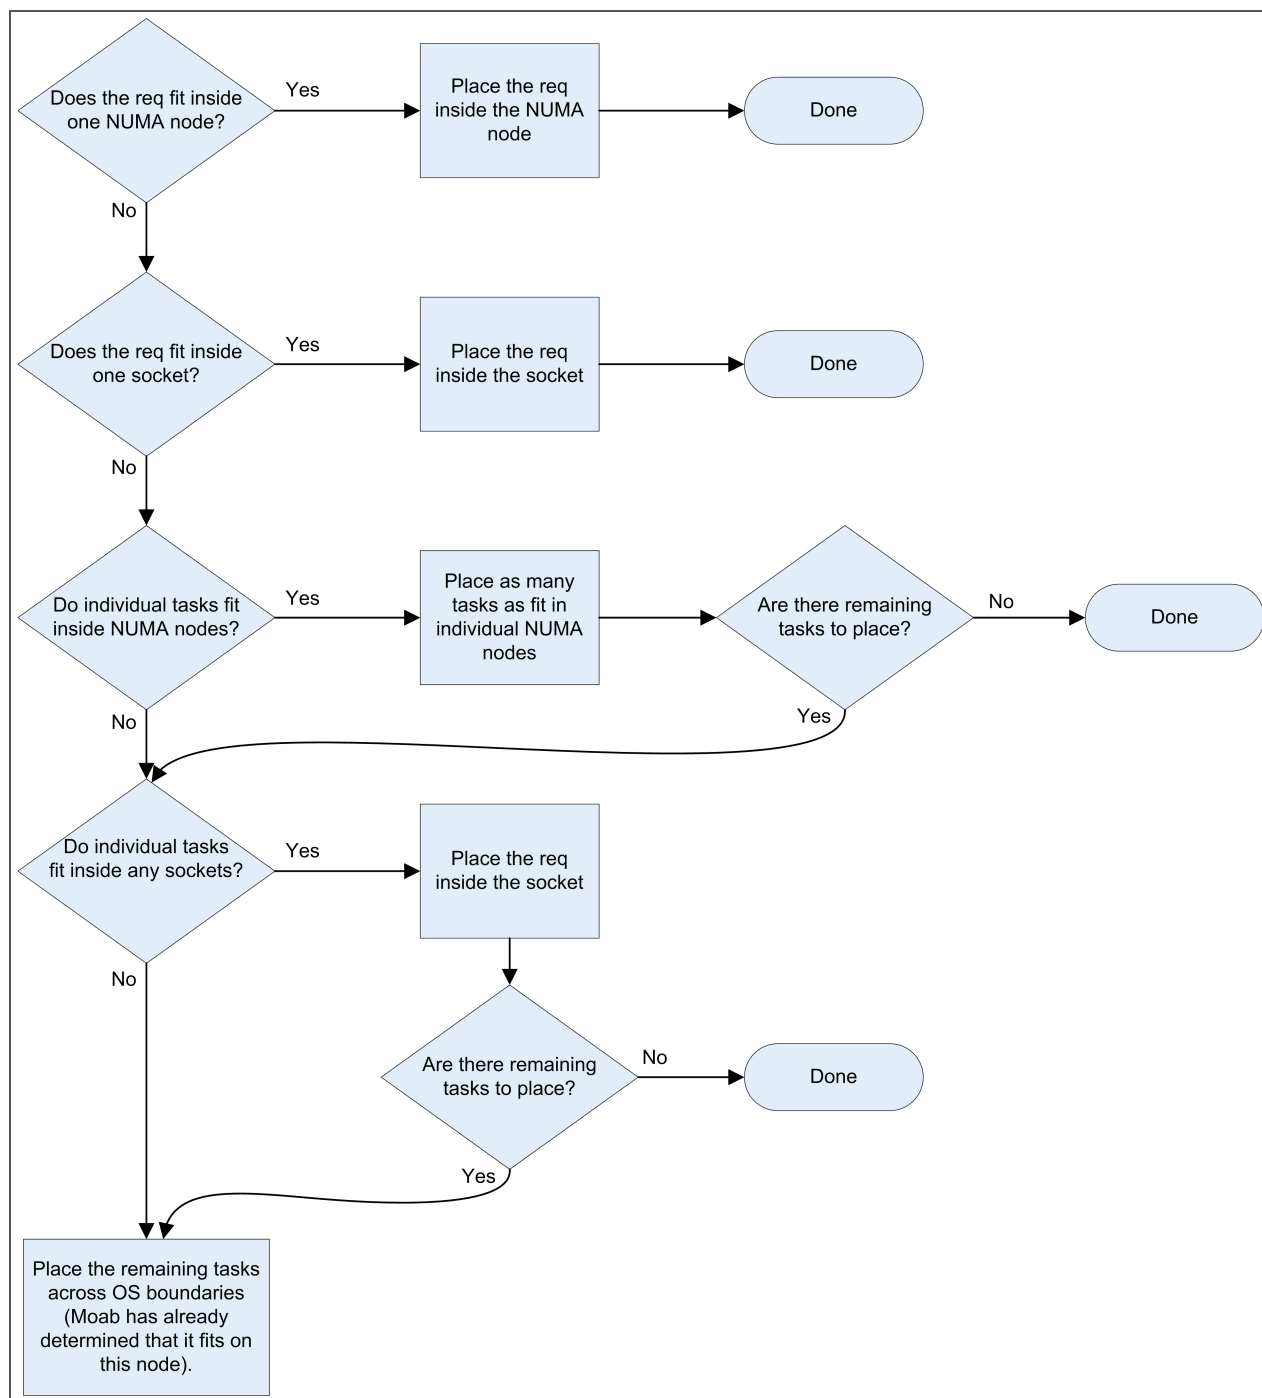 Does the req fit inside
one NUMA node?
Yes
Place the req
inside the NUMA
node
Done
No
Does the req fit inside
one socket?
Yes
Place the req
inside the socket
Done
No
Do individual tasks fit
inside NUMA nodes?
Yes
Place as many
tasks as fit in
individual NUMA
nodes
Are there remaining
tasks to place?
No
Done
No
Yes
Do individual tasks
fit inside any sockets?
Yes
Place the req
inside the socket
No
Are there remaining
tasks to place?
No
Done
Yes
Place the remaining tasks
across OS boundaries
(Moab has already
determined that it fits on
this node).